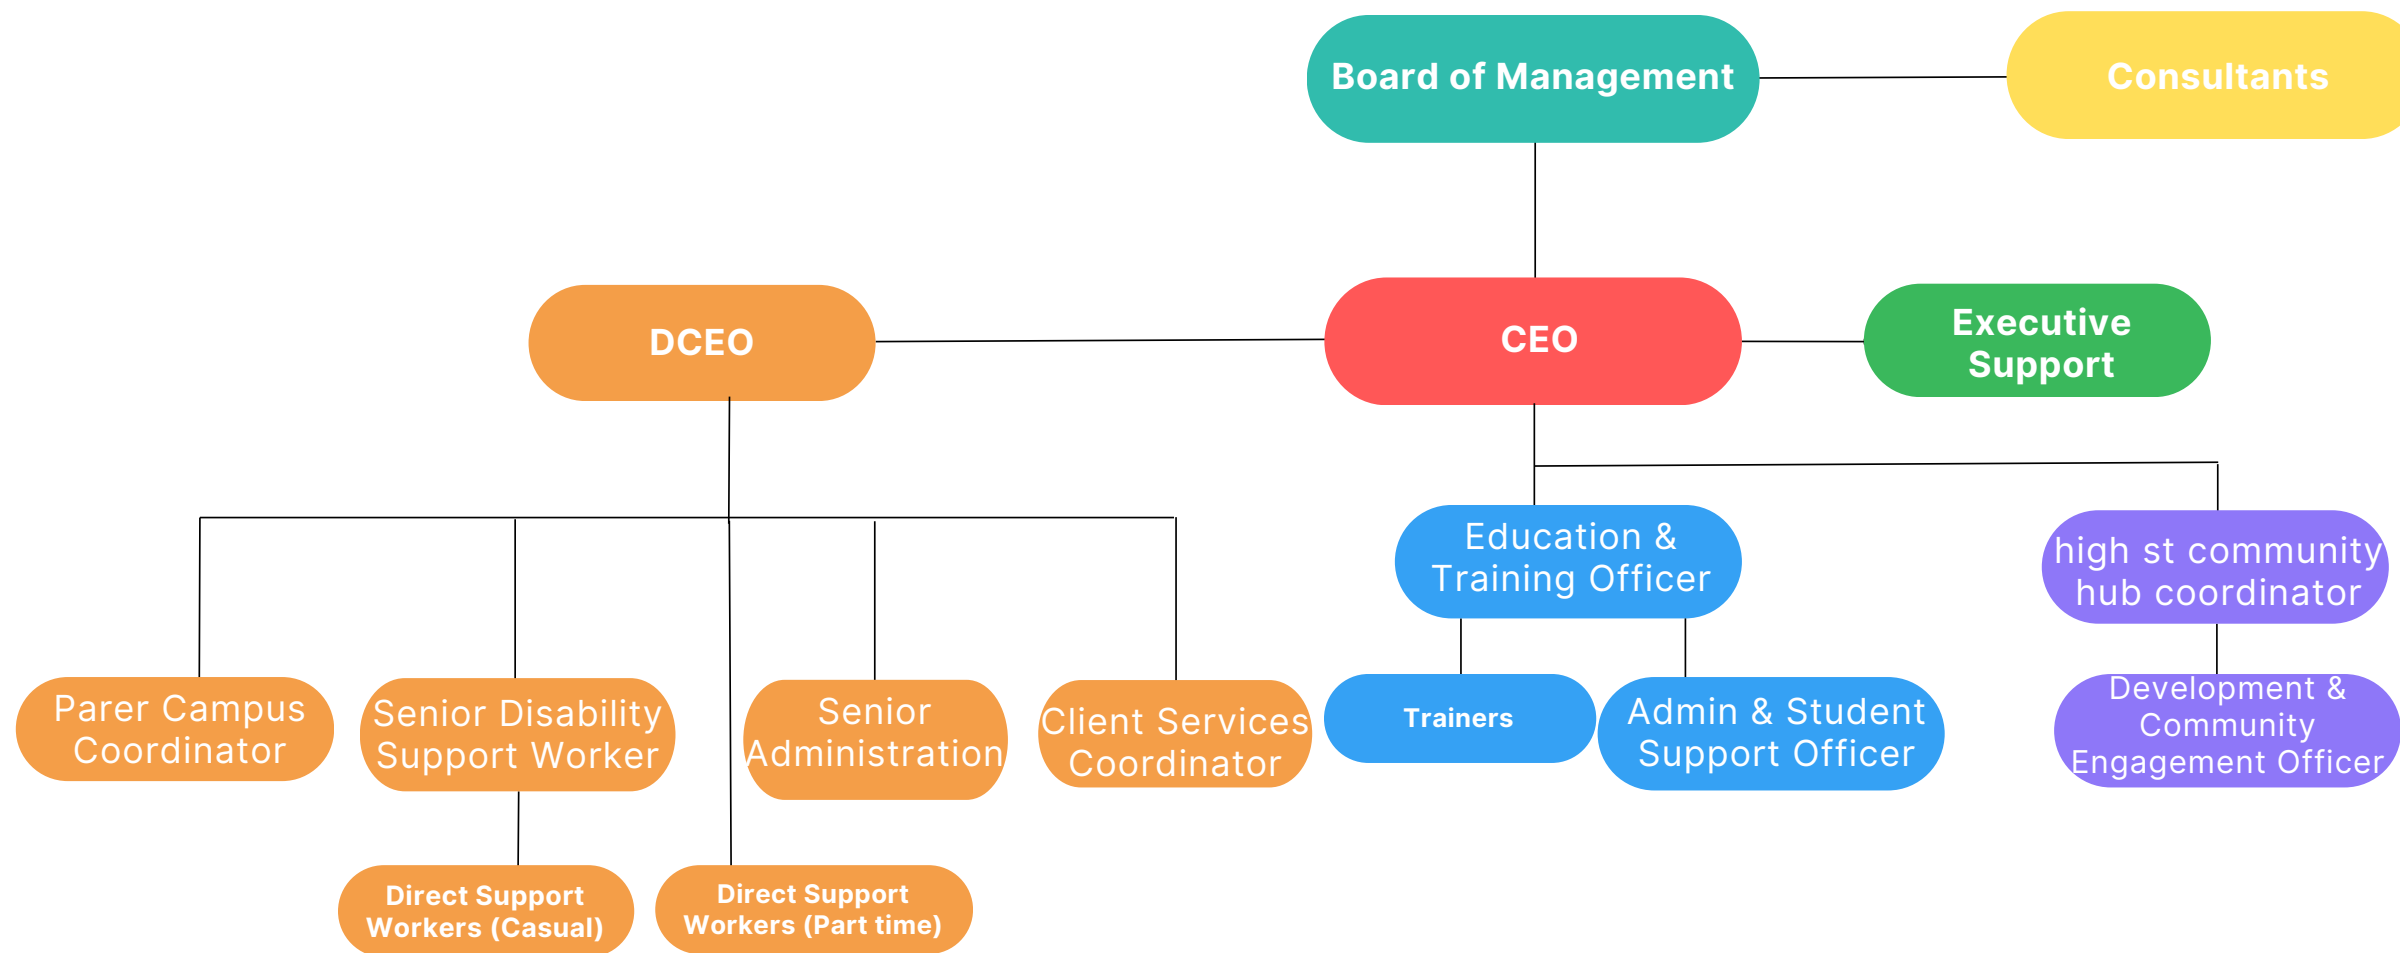 Board of Management
Consultants
DCEO
CEO
Executive
Support
Education &
Training Officer
high st community
hub coordinator
Parer Campus
Coordinator
Senior Disability
Support Worker
Senior
Administration
Client Services
Coordinator
Trainers
Admin & Student
Support Officer
Development &
Community
Engagement Officer
Direct Support
Workers (Casual)
Direct Support
Workers (Part time)